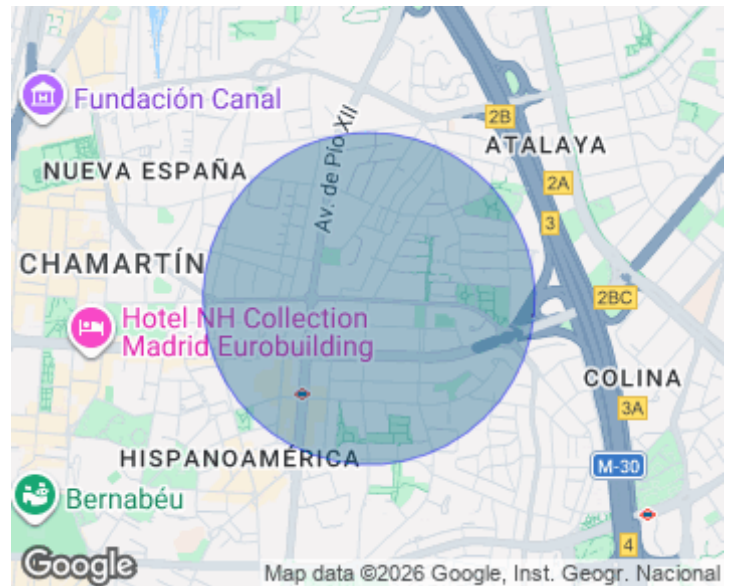 Fundación Canal
Av. de Pío XII
2B
ATALAYA
NUEVA ESPAÑA
2A
3
CHAMARTÍN
2BC
Hotel NH Collection
Madrid Eurobuilding
COLINA
3A
HISPANOAMÉRICA
M-30
Bernabéu
4
Google
Map data ©2026 Google, Inst. Geogr. Nacional